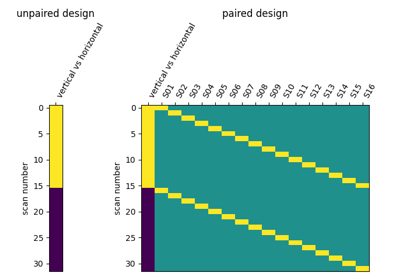 unpaired design
paired design
vertical vs horizontal
vertical vs horizontal
S01
S02
S03
S04
S05
S06
S07
S08
S09
S10
S11
S12
S13
S14
S15
S16
scan number
0
5
10
15
20
25
30
scan number
0
5
10
15
20
25
30